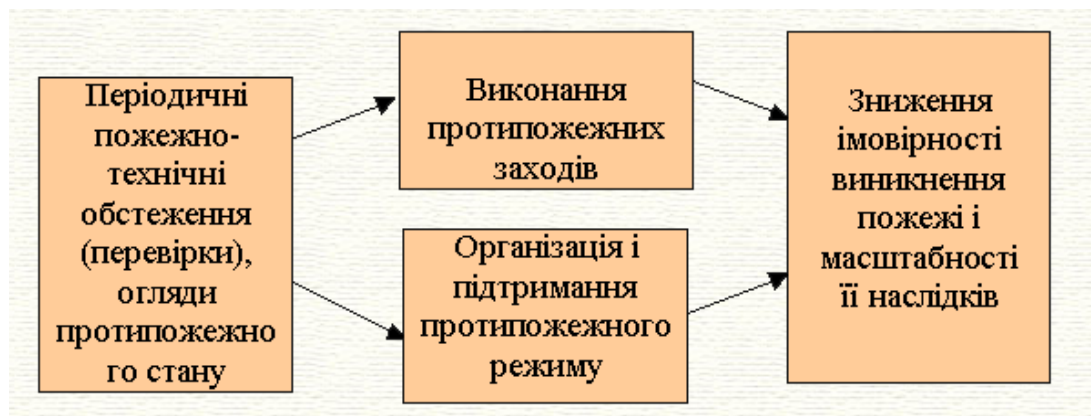 Періодичні
пожежно-
технічні
обстеження
(перевірки),
огляди
протипожежно
го стану
Виконання
протипожежних
заходів
Організація і
підтримання
протипожежного
режиму
Зниження
імовірності
виникнення
пожежі і
масштабності
її наслідків